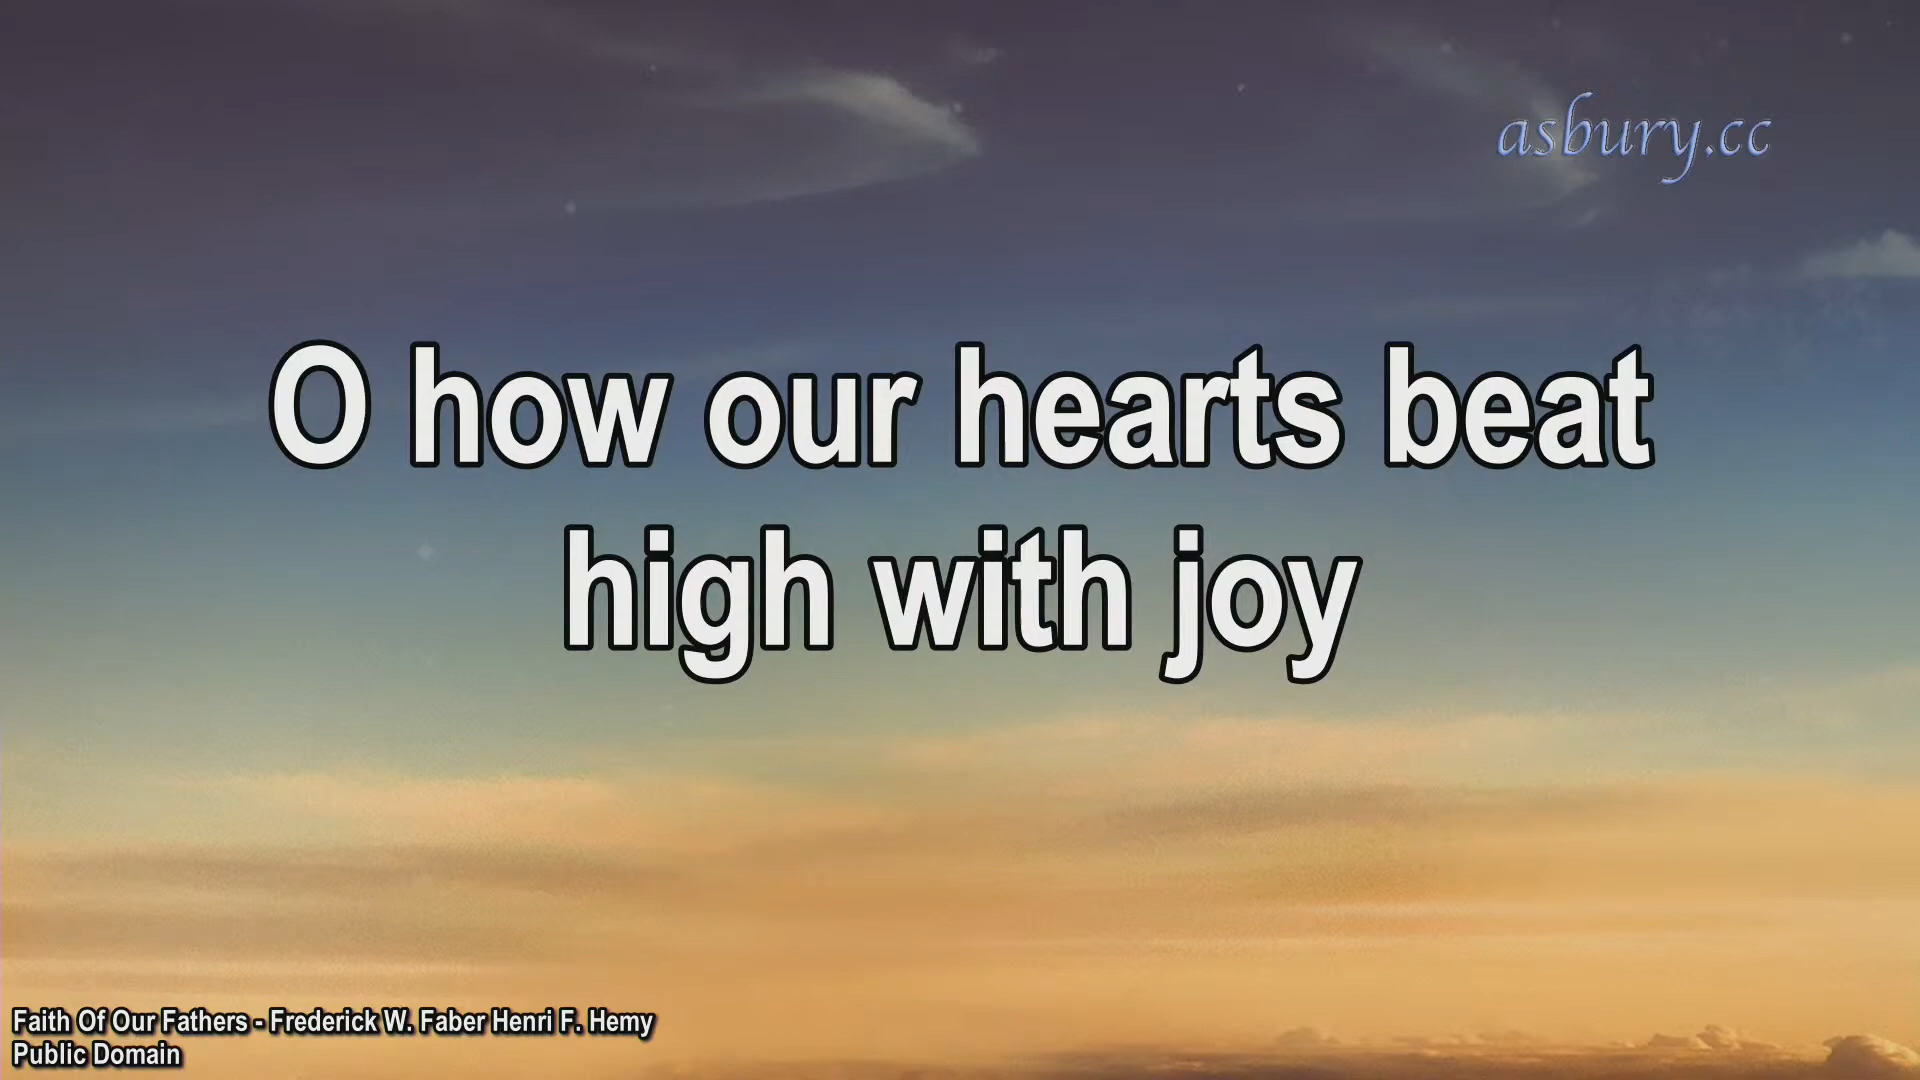 asbury.cc
O how our hearts beat
high with joy
Faith Of Our Fathers - Frederick W. Faber Henri F. Hemy
Public Domain